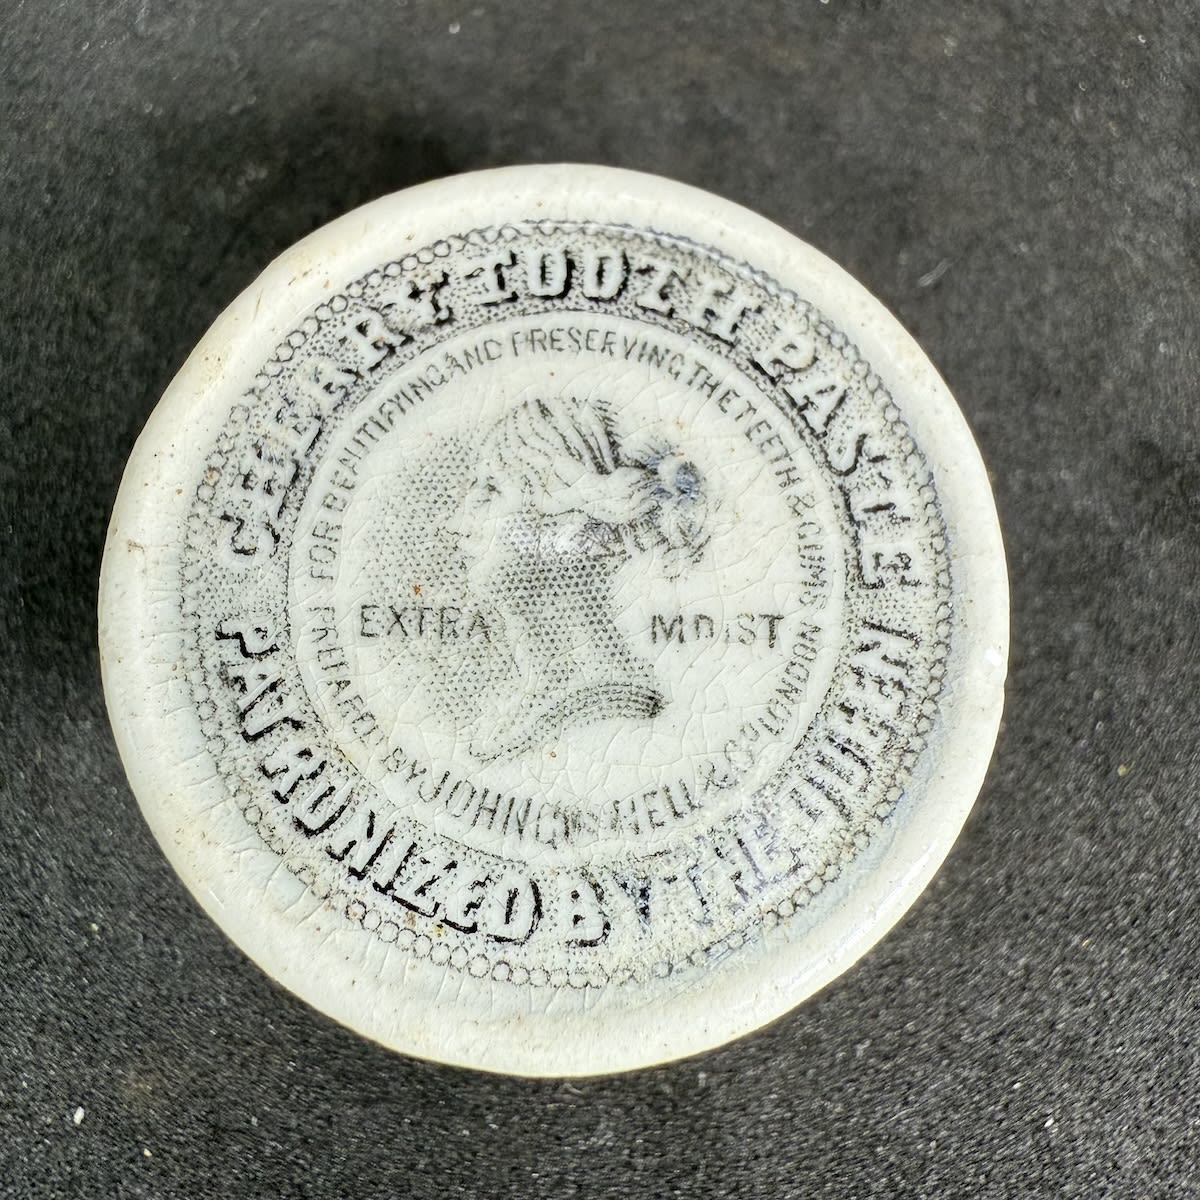 CHERRY TOOTH PASTE
PATRONIZED BY THE QUEEN
FOR BEAUTIFYING AND PRESERVING THE TEETH & GUMS
PREPARED BY JOHN GOSNELL & CO LONDON
EXTRA MOIST